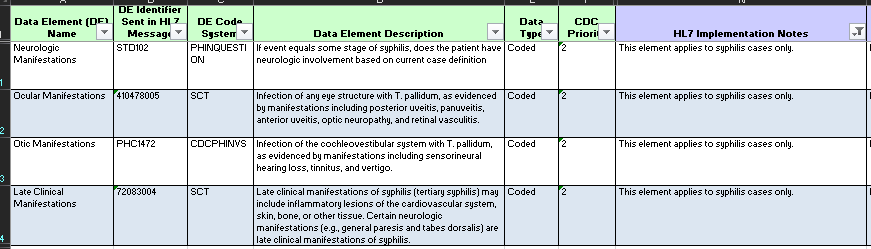 Data Element (DE) Name
DE Identifier Sent in HL7 Message
DE Code System
Data Element Description
Data Type
CDC Priority
HL7 Implementation Notes
Neurologic Manifestations
STD102
PHINQUESTI
ON
If event equals some stage of syphilis, does the patient have
neurologic involvement based on current case definition
Coded
2
This element applies to syphilis cases only.
1
Ocular Manifestations
410478005
SCT
Infection of any eye structure with T. pallidum, as evidenced
by manifestations including posterior uveitis, panuveitis,
anterior uveitis, optic neuropathy, and retinal vasculitis.
Coded
2
This element applies to syphilis cases only.
2
Otic Manifestations
PHC1472
CDCPHINVS
Infection of the cochleovestibular system with T. pallidum,
as evidenced by manifestations including sensorineural
hearing loss, tinnitus, and vertigo.
Coded
2
This element applies to syphilis cases only.
3
Late Clinical
Manifestations
72083004
SCT
Late clinical manifestations of syphilis (tertiary syphilis) may
include inflammatory lesions of the cardiovascular system,
skin, bone, or other tissue. Certain neurologic
manifestations (e.g., general paresis and tabes dorsalis) are
late clinical manifestations of syphilis.
Coded
2
This element applies to syphilis cases only.
4